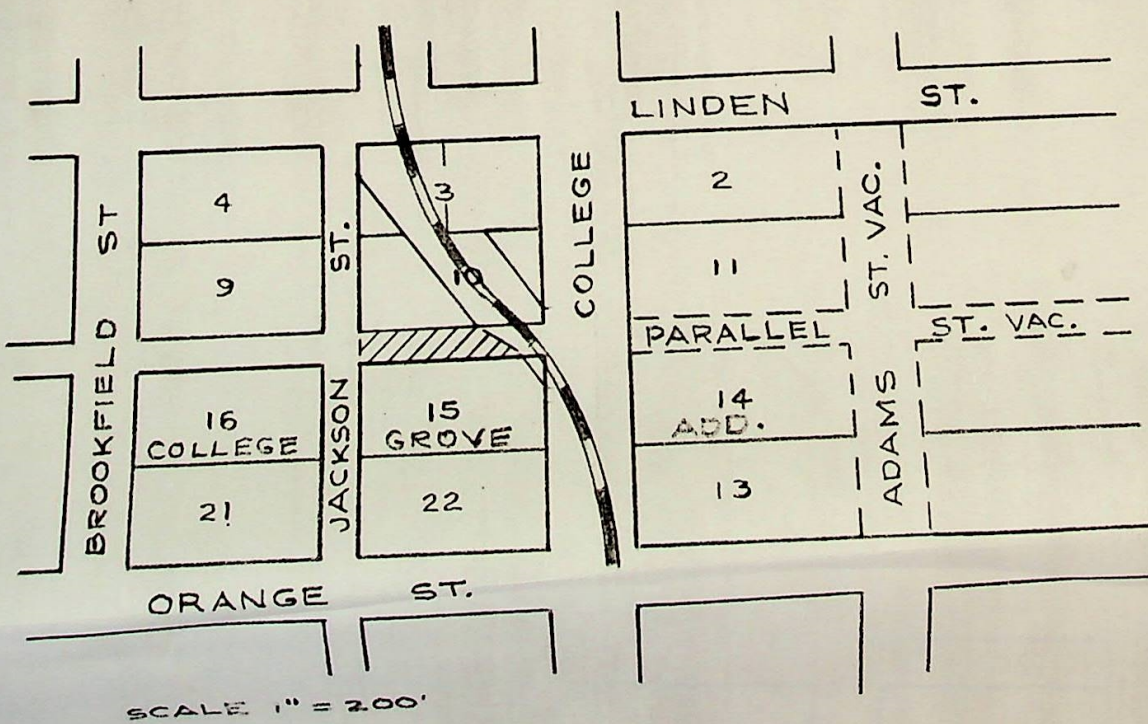 LINDEN ST.
BROOKFIELD ST
4
9
JACKSON ST.
3
10
COLLEGE
2
11
ST. VAC.
ADAMS
PARALLEL ST. VAC.
16
COLLEGE
21
15
GROVE
22
14
ADD.
13
ORANGE ST.
SCALE 1" = 200'